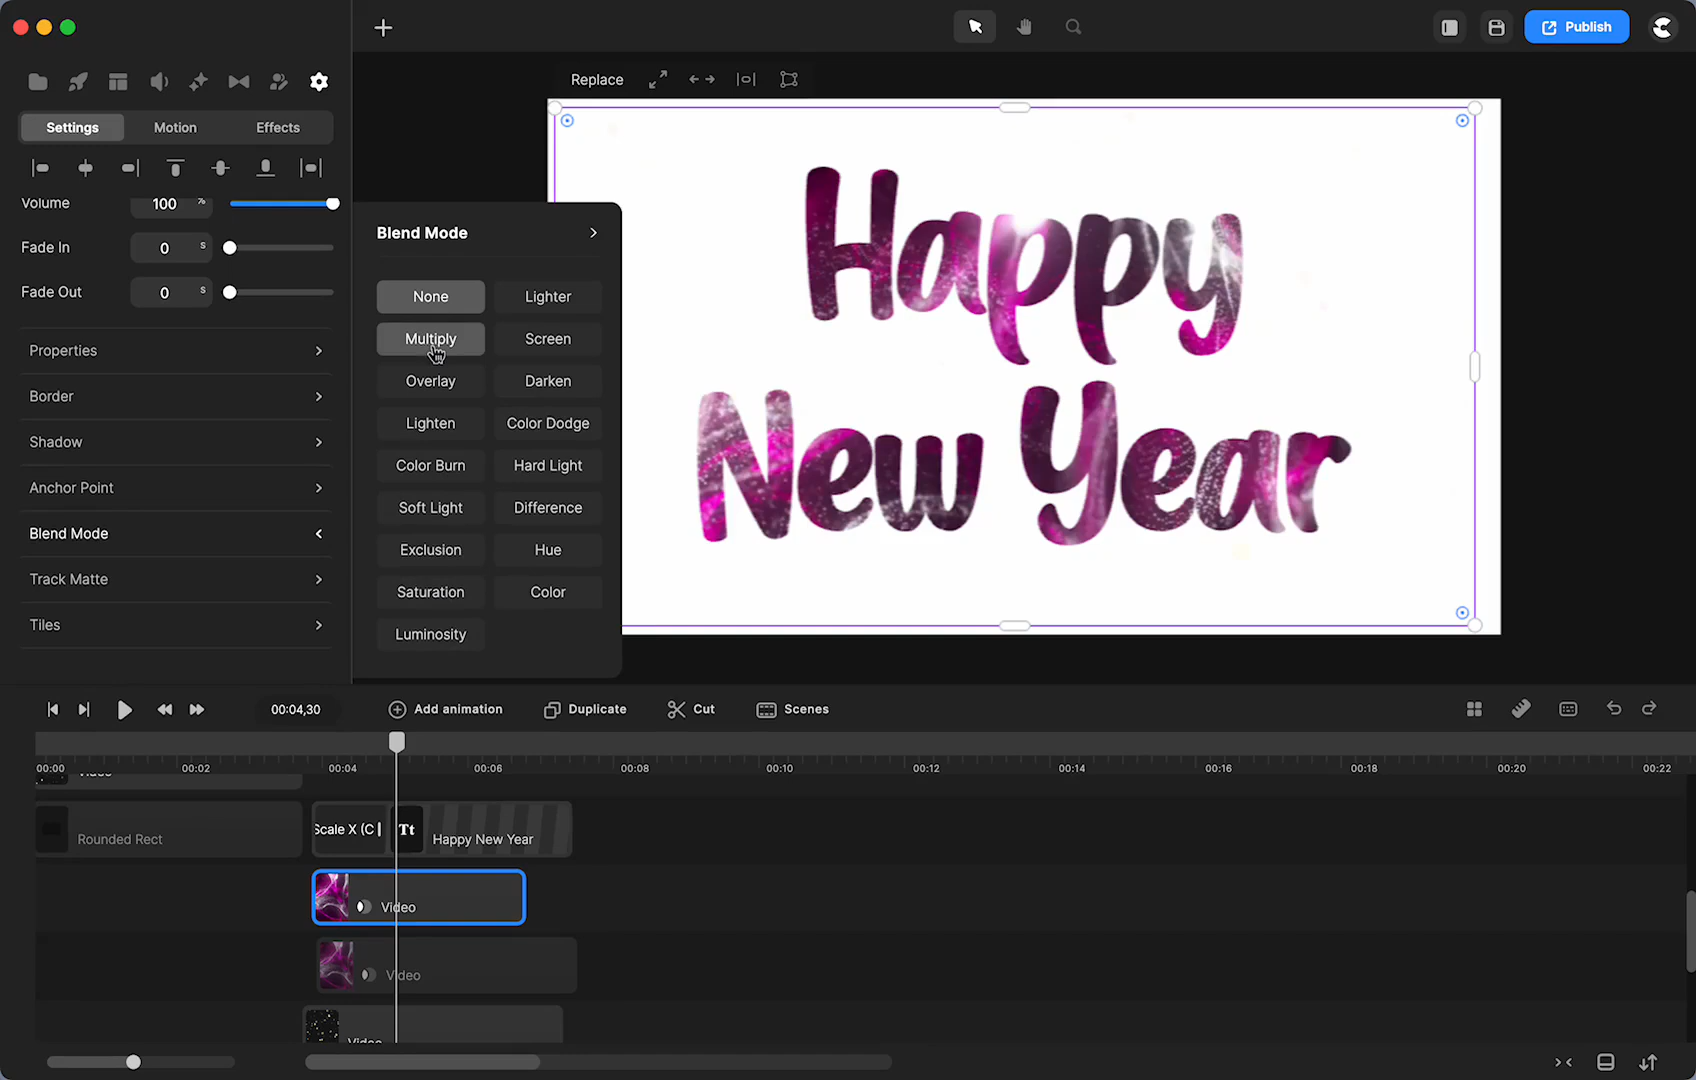 Publish
Replace
Settings Motion Effects
Volume 100 %
Fade In 0 s
Fade Out 0 s
Properties
Border
Shadow
Anchor Point
Blend Mode
Track Matte
Tiles
Blend Mode
None Lighter
Multiply Screen
Overlay Darken
Lighten Color Dodge
Color Burn Hard Light
Soft Light Difference
Exclusion Hue
Saturation Color
Luminosity
Happy
New Year
00:04,30 Add animation Duplicate Cut Scenes
00:00 00:02 00:04 00:06 00:08 00:10 00:12 00:14 00:16 00:18 00:20 00:22
Video
Rounded Rect Scale X (C Tt Happy New Year
Video
Video
Video